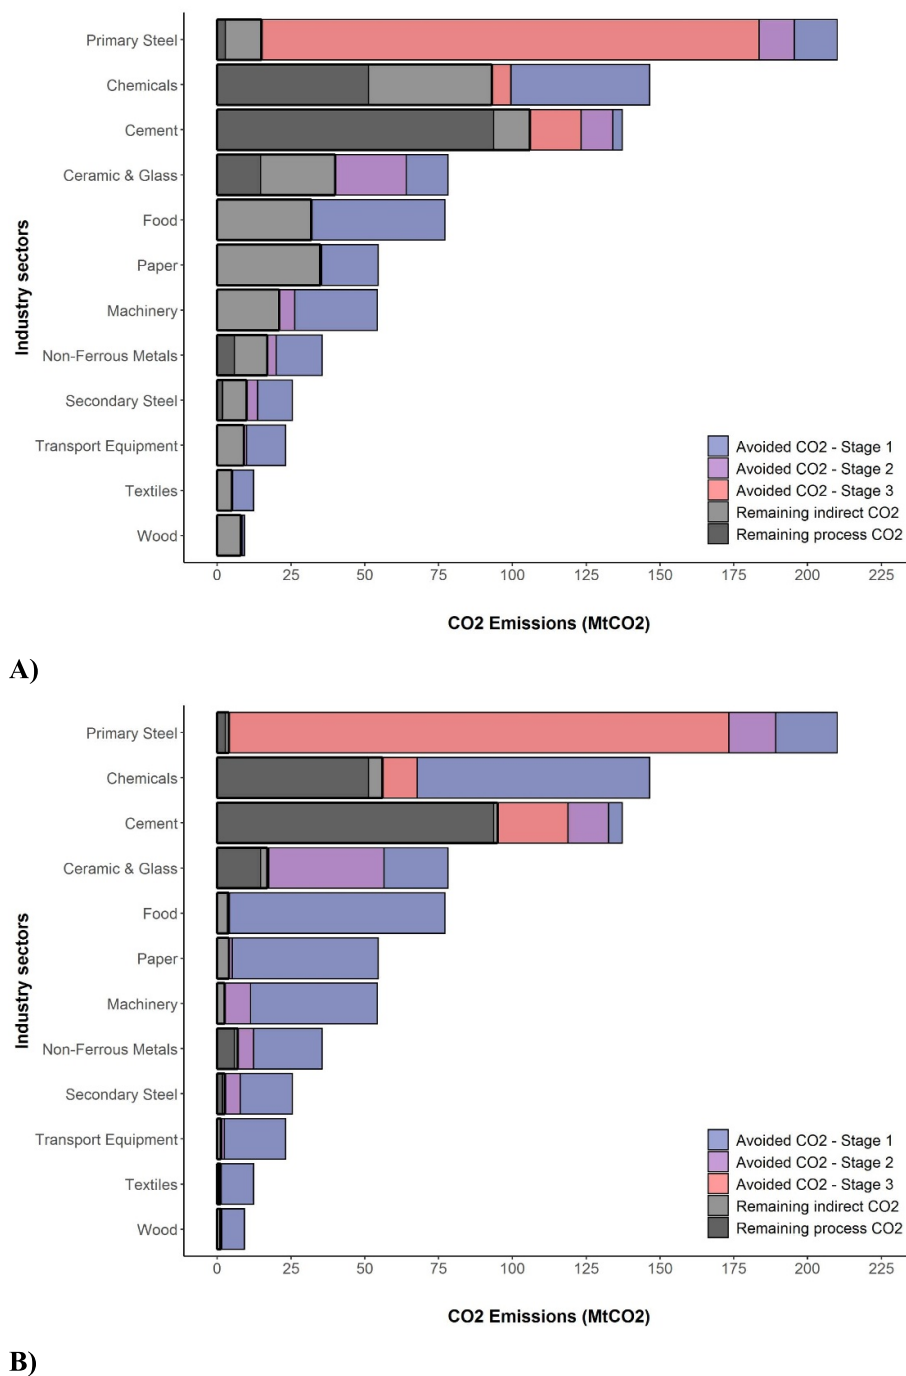 Primary Steel
Chemicals
Cement
Ceramic & Glass
Food
Paper
Machinery
Non-Ferrous Metals
Secondary Steel
Transport Equipment
Textiles
Wood
Industry sectors
Avoided CO2 - Stage 1
Avoided CO2 - Stage 2
Avoided CO2 - Stage 3
Remaining indirect CO2
Remaining process CO2
0 25 50 75 100 125 150 175 200 225
CO2 Emissions (MtCO2)
A)
Primary Steel
Chemicals
Cement
Ceramic & Glass
Food
Paper
Machinery
Non-Ferrous Metals
Secondary Steel
Transport Equipment
Textiles
Wood
Industry sectors
Avoided CO2 - Stage 1
Avoided CO2 - Stage 2
Avoided CO2 - Stage 3
Remaining indirect CO2
Remaining process CO2
0 25 50 75 100 125 150 175 200 225
CO2 Emissions (MtCO2)
B)